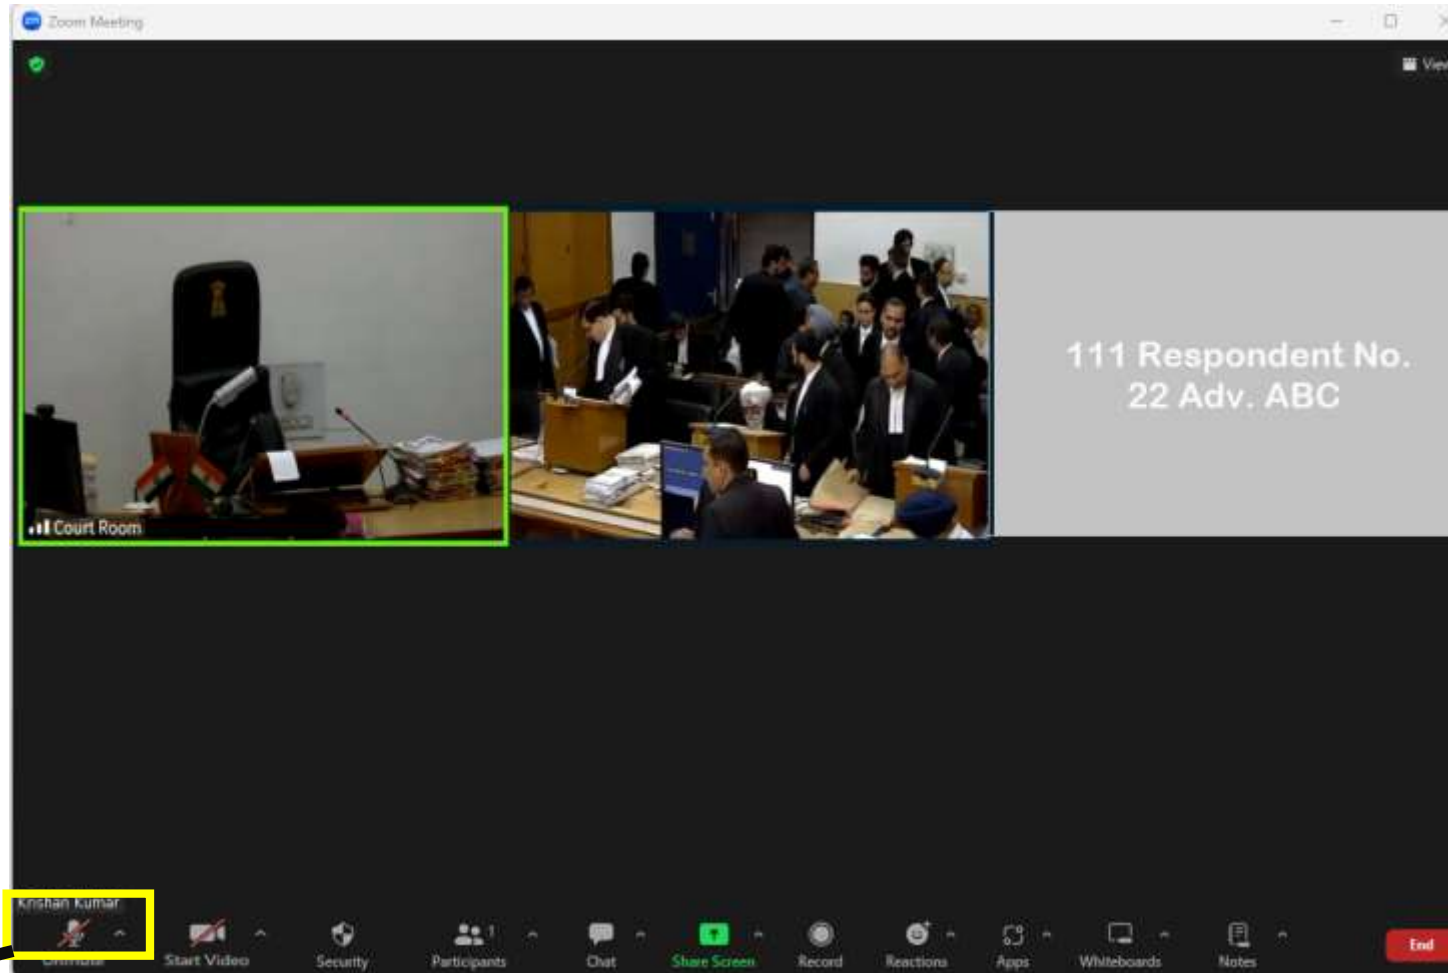 Zoom Meeting
View
111 Respondent No.
22 Adv. ABC
Court Room
Krishan Kumar
Start Video
Security
1
Participants
Chat
Share Screen
Record
Reactions
Apps
Whiteboards
Notes
End